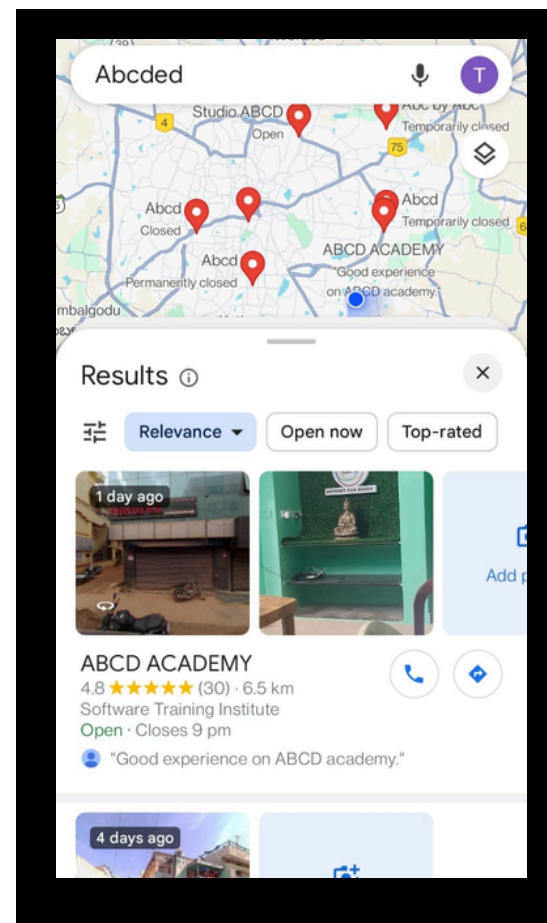 Abcded
T
Studio ABCD
Open
4
Abc by Abc
Temporarily closed
75
Abcd
Closed
Abcd
Temporarily closed
6
Abcd
Permanently closed
ABCD ACADEMY
"Good experience
on ABCD academy."
mbalgodu
Results
Relevance
Open now
Top-rated
1 day ago
Add p
ABCD ACADEMY
4.8 ★★★★★ (30) · 6.5 km
Software Training Institute
Open · Closes 9 pm
"Good experience on ABCD academy."
4 days ago